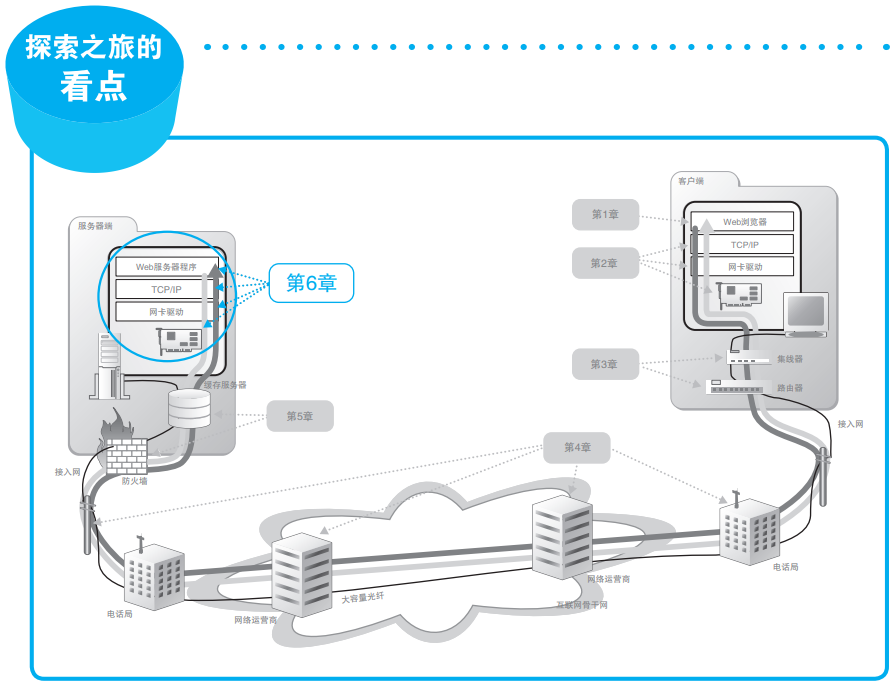 探索之旅的
看点
客户端
第1章
Web浏览器
服务器端
TCP/IP
第2章
网卡驱动
Web服务器程序
第6章
TCP/IP
网卡驱动
第3章
集线器
缓存服务器
路由器
第5章
接入网
第4章
接入网
防火墙
电话局
网络运营商
大容量光纤
互联网骨干网
电话局
网络运营商